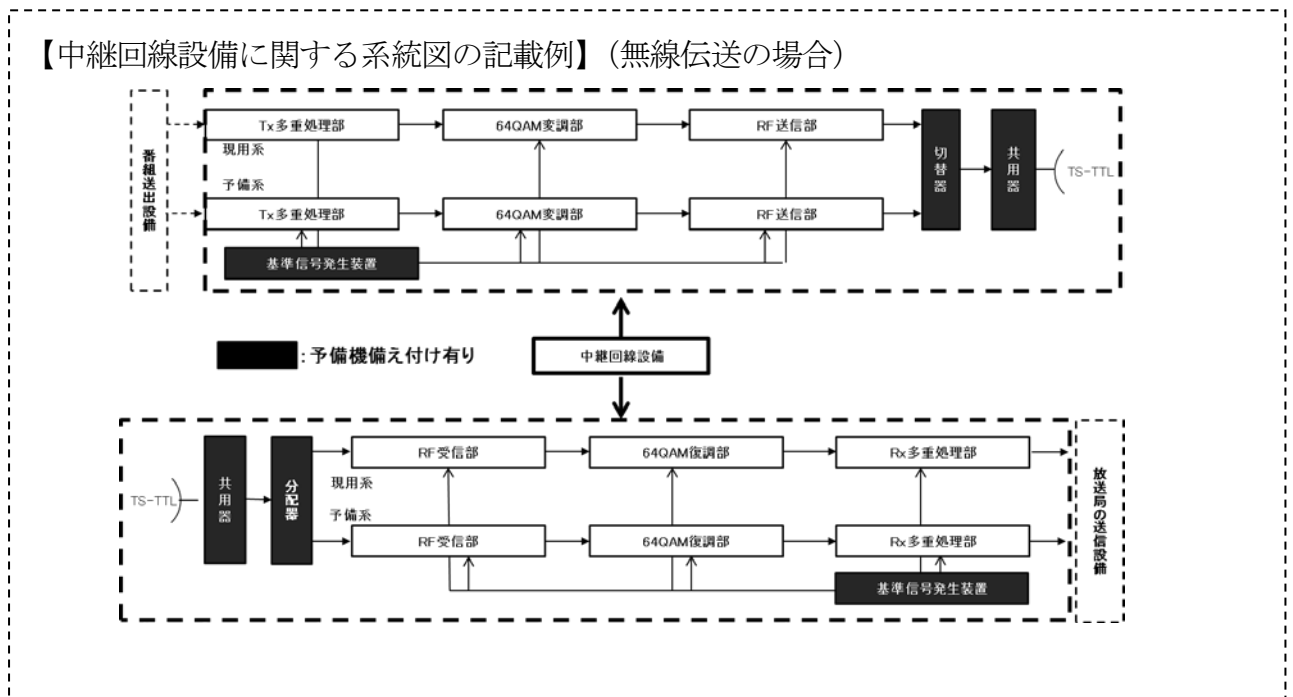 【中継回線設備に関する系統図の記載例】(無線伝送の場合)
番組送出設備
Tx多重処理部
64QAM変調部
RF送信部
現用系
予備系
Tx多重処理部
64QAM変調部
RF送信部
基準信号発生装置
切替器
共用器
TS-TTL
:予備機備え付け有り
中継回線設備
TS-TTL
共用器
分配器
RF受信部
64QAM復調部
Rx多重処理部
現用系
予備系
RF受信部
64QAM復調部
Rx多重処理部
基準信号発生装置
放送局の送信設備